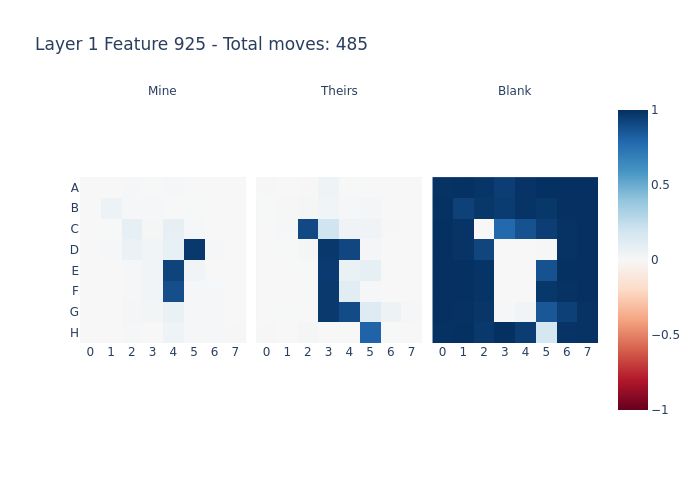 Layer 1 Feature 925 - Total moves: 485
Mine Theirs Blank
A
B
C
D
E
F
G
H
0 1 2 3 4 5 6 7 0 1 2 3 4 5 6 7 0 1 2 3 4 5 6 7
1
0.5
0
−0.5
−1